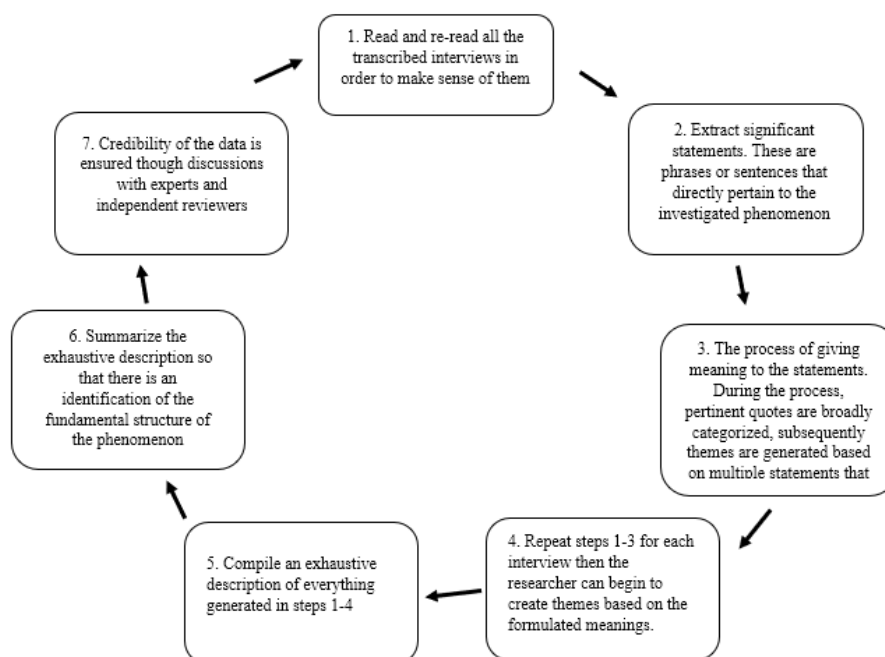 1. Read and re-read all the
transcribed interviews in
order to make sense of them
2. Extract significant
statements. These are
phrases or sentences that
directly pertain to the
investigated phenomenon
3. The process of giving
meaning to the statements.
During the process,
pertinent quotes are broadly
categorized, subsequently
themes are generated based
on multiple statements that
4. Repeat steps 1-3 for each
interview then the
researcher can begin to
create themes based on the
formulated meanings.
5. Compile an exhaustive
description of everything
generated in steps 1-4
6. Summarize the
exhaustive description so
that there is an
identification of the
fundamental structure of
the phenomenon
7. Credibility of the data is
ensured though discussions
with experts and
independent reviewers